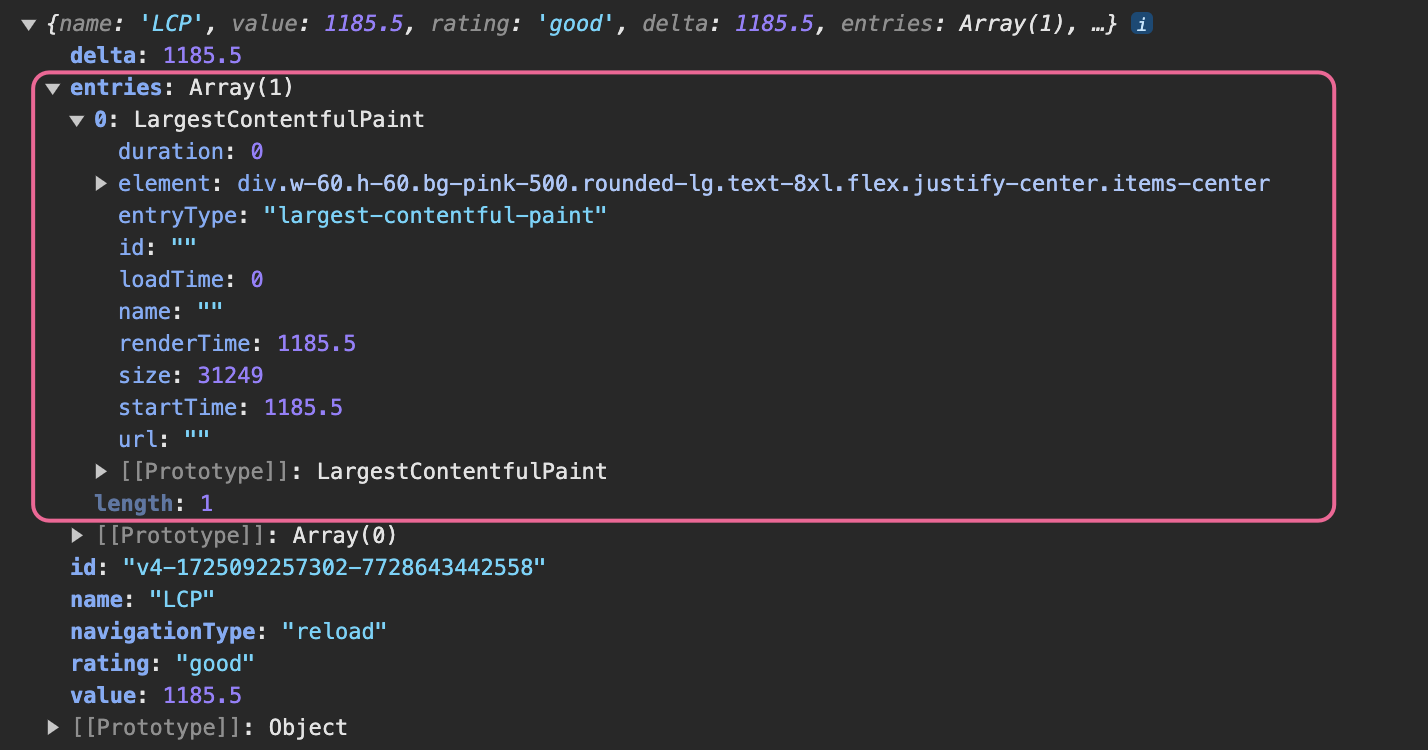 ▼ {name: 'LCP', value: 1185.5, rating: 'good', delta: 1185.5, entries: Array(1), …} i
delta: 1185.5
▼ entries: Array(1)
▼ 0: LargestContentfulPaint
duration: 0
▶ element: div.w-60.h-60.bg-pink-500.rounded-lg.text-8xl.flex.justify-center.items-center
entryType: "largest-contentful-paint"
id: ""
loadTime: 0
name: ""
renderTime: 1185.5
size: 31249
startTime: 1185.5
url: ""
▶ [[Prototype]]: LargestContentfulPaint
length: 1
▶ [[Prototype]]: Array(0)
id: "v4-1725092257302-7728643442558"
name: "LCP"
navigationType: "reload"
rating: "good"
value: 1185.5
▶ [[Prototype]]: Object